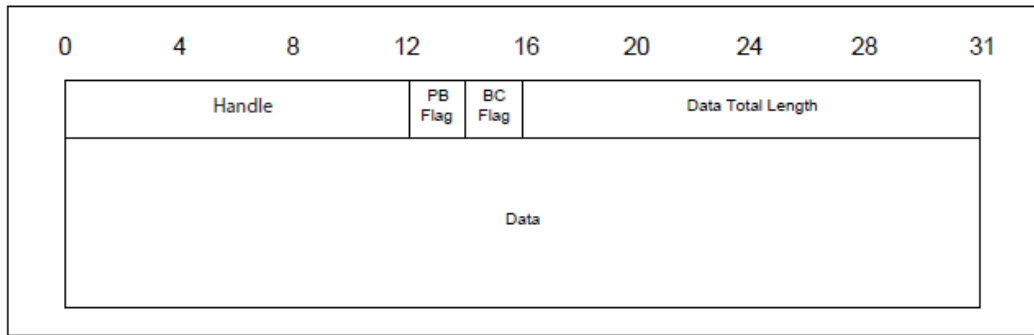 0 4 8 12 16 20 24 28 31
Handle
PB
Flag
BC
Flag
Data Total Length
Data